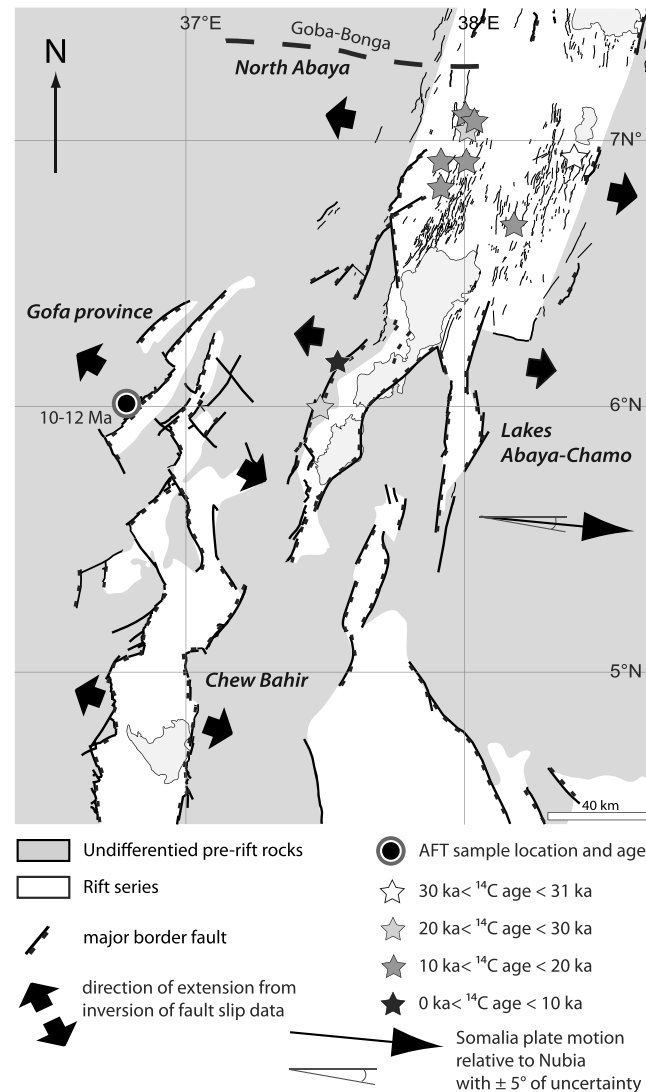 37°E
38°E
Goba-Bonga
N
North Abaya
7N°
Gofa province
10-12 Ma
6°N
Lakes
Abaya-Chamo
Chew Bahir
5°N
40 km
Undifferentied pre-rift rocks
Rift series
major border fault
direction of extension from
inversion of fault slip data
AFT sample location and age
30 ka< ¹⁴C age < 31 ka
20 ka< ¹⁴C age < 30 ka
10 ka< ¹⁴C age < 20 ka
0 ka< ¹⁴C age < 10 ka
Somalia plate motion
relative to Nubia
with ± 5° of uncertainty